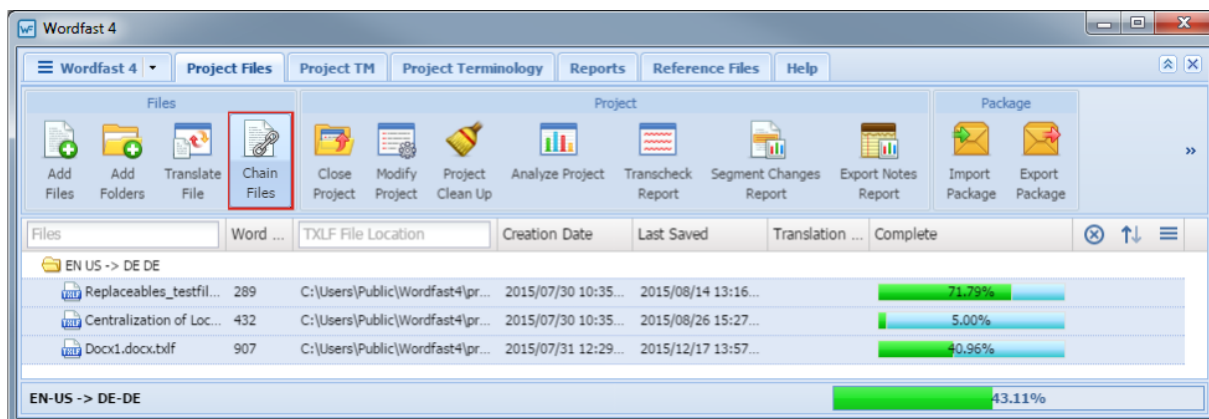 Wordfast 4
Wordfast 4 Project Files Project TM Project Terminology Reports Reference Files Help
Files Project Package
Add Files
Add Folders
Translate File
Chain Files
Close Project
Modify Project
Project Clean Up
Analyze Project
Transcheck Report
Segment Changes Report
Export Notes Report
Import Package
Export Package
Files Word ... TXLF File Location Creation Date Last Saved Translation ... Complete
EN US -> DE DE
Replaceables_testfil... 289 C:\Users\Public\Wordfast4\pr... 2015/07/30 10:35... 2015/08/14 13:16... 71.79%
Centralization of Loc... 432 C:\Users\Public\Wordfast4\pr... 2015/07/30 10:35... 2015/08/26 15:27... 5.00%
Docx1.docx.txlf 907 C:\Users\Public\Wordfast4\pr... 2015/07/31 12:29... 2015/12/17 13:57... 40.96%
EN-US -> DE-DE 43.11%